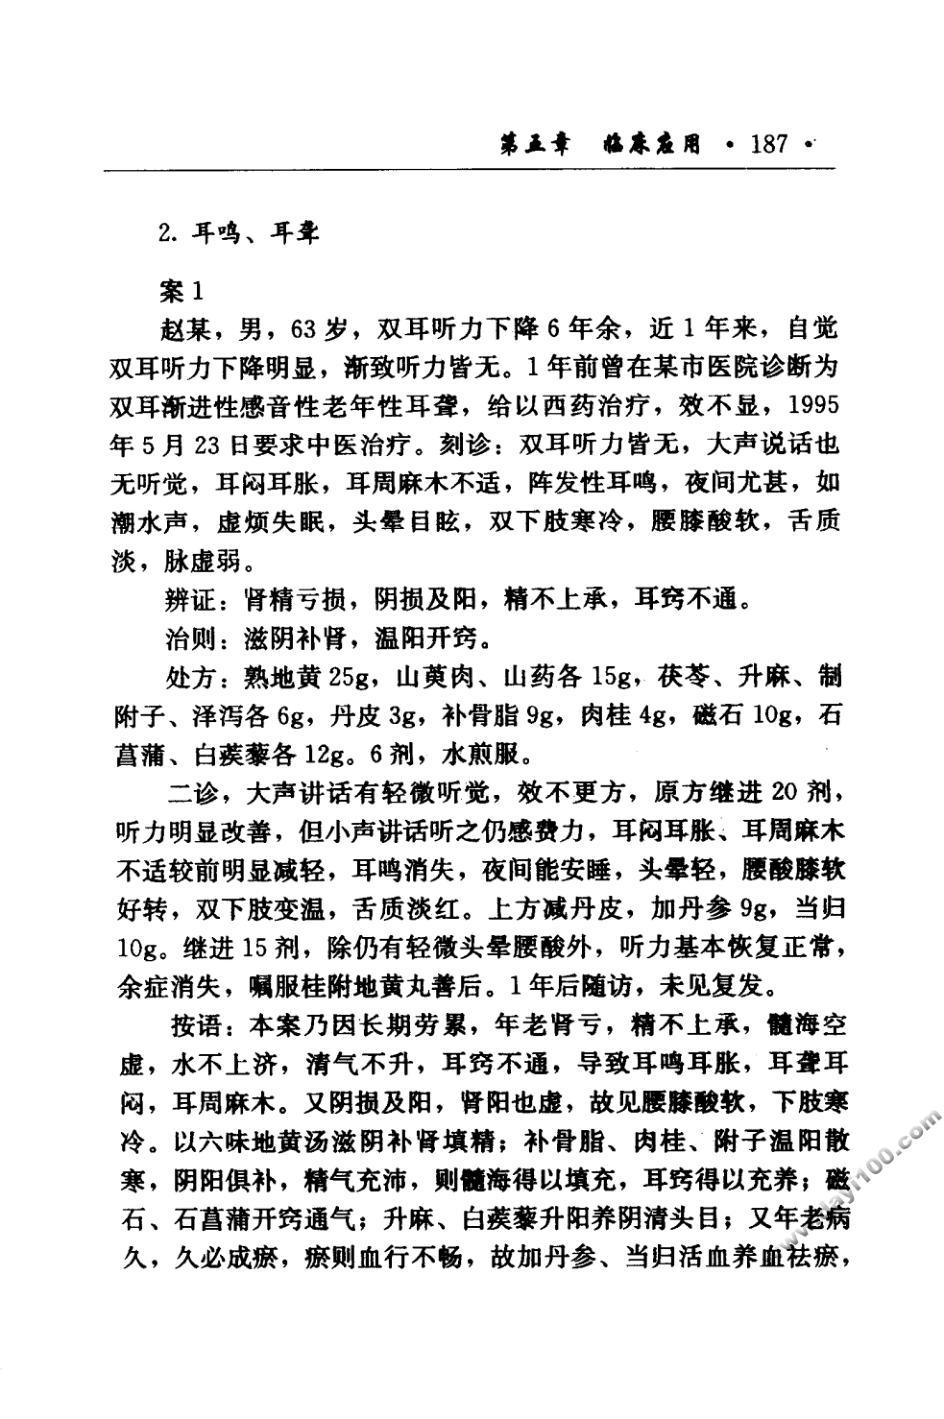 第五章 临床应用 · 187 ·
2. 耳鸣、耳聋
案 1
赵某，男，63 岁，双耳听力下降 6 年余，近 1 年来，自觉
双耳听力下降明显，渐致听力皆无。1 年前曾在某市医院诊断为
双耳渐进性感音性老年性耳聋，给以西药治疗，效不显，1995
年 5 月 23 日要求中医治疗。刻诊：双耳听力皆无，大声说话也
无听觉，耳闷耳胀，耳周麻木不适，阵发性耳鸣，夜间尤甚，如
潮水声，虚烦失眠，头晕目眩，双下肢寒冷，腰膝酸软，舌质
淡，脉虚弱。
辨证：肾精亏损，阴损及阳，精不上承，耳窍不通。
治则：滋阴补肾，温阳开窍。
处方：熟地黄 25g，山萸肉、山药各 15g，茯苓、升麻、制
附子、泽泻各 6g，丹皮 3g，补骨脂 9g，肉桂 4g，磁石 10g，石
菖蒲、白蒺藜各 12g。6 剂，水煎服。
二诊，大声讲话有轻微听觉，效不更方，原方继进 20 剂，
听力明显改善，但小声讲话听之仍感费力，耳闷耳胀、耳周麻木
不适较前明显减轻，耳鸣消失，夜间能安睡，头晕轻，腰酸膝软
好转，双下肢变温，舌质淡红。上方减丹皮，加丹参 9g，当归
10g。继进 15 剂，除仍有轻微头晕腰酸外，听力基本恢复正常，
余症消失，嘱服桂附地黄丸善后。1 年后随访，未见复发。
按语：本案乃因长期劳累，年老肾亏，精不上承，髓海空
虚，水不上济，清气不升，耳窍不通，导致耳鸣耳胀，耳聋耳
闷，耳周麻木。又阴损及阳，肾阳也虚，故见腰膝酸软，下肢寒
冷。以六味地黄汤滋阴补肾填精；补骨脂、肉桂、附子温阳散
寒，阴阳俱补，精气充沛，则髓海得以填充，耳窍得以充养；磁
石、石菖蒲开窍通气；升麻、白蒺藜升阳养阴清头目；又年老病
久，久必成瘀，瘀则血行不畅，故加丹参、当归活血养血祛瘀，